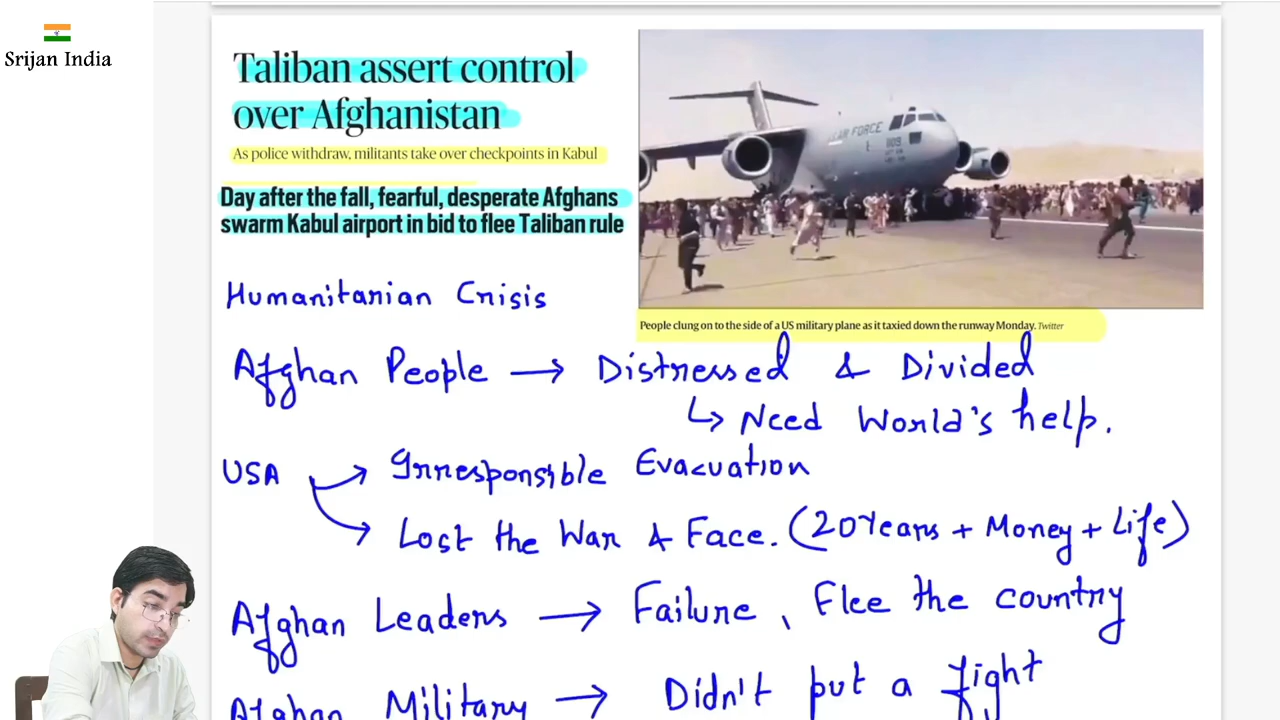 Srijan India
Taliban assert control
over Afghanistan
As police withdraw, militants take over checkpoints in Kabul
Day after the fall, fearful, desperate Afghans
swarm Kabul airport in bid to flee Taliban rule
U.S. AIR FORCE
People clung on to the side of a US military plane as it taxied down the runway Monday. Twitter
Humanitarian Crisis
Afghan People → Distressed & Divided
↳ Need World's help.
USA → Irresponsible Evacuation
→ Lost the War & Face. (20 Years + Money + Life)
Afghan Leaders → Failure, Flee the country
Afghan Military → Didn't put a fight